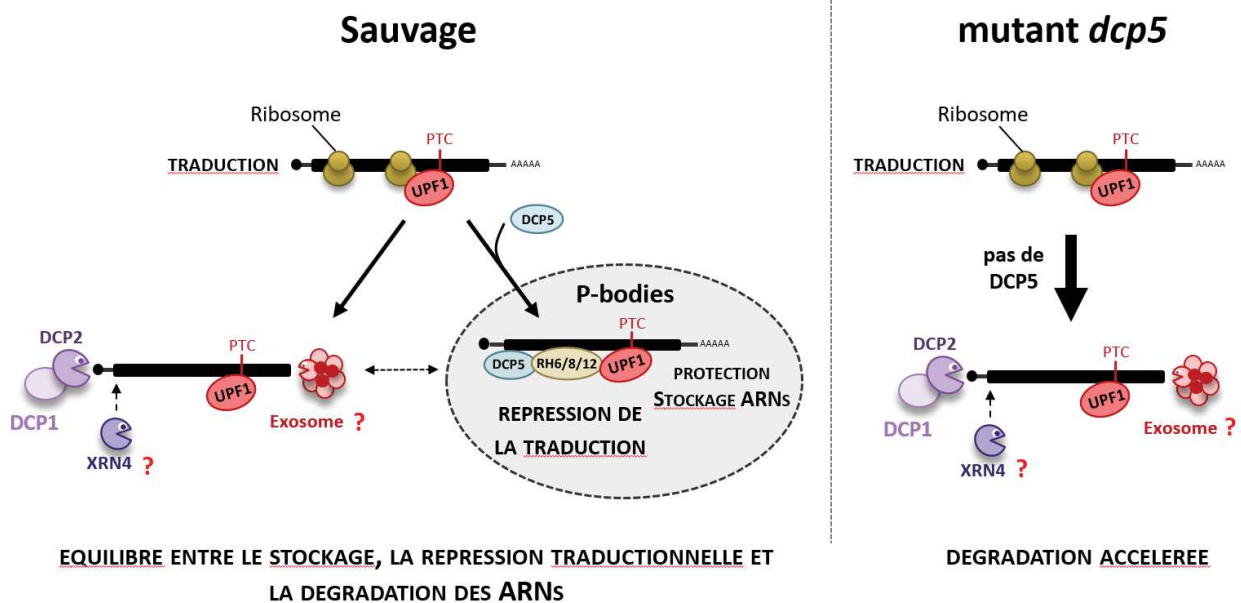 Sauvage
Ribosome
PTC
TRADUCTION
AAAAA
UPF1
DCP5
P-bodies
PTC
AAAAA
DCP5
RH6/8/12
UPF1
PROTECTION
STOCKAGE ARNs
REPRESSION DE
LA TRADUCTION
DCP2
PTC
UPF1
DCP1
Exosome ?
XRN4 ?
EQUILIBRE ENTRE LE STOCKAGE, LA REPRESSION TRADUCTIONNELLE ET
LA DEGRADATION DES ARNs
mutant dcp5
Ribosome
PTC
TRADUCTION
AAAAA
UPF1
pas de
DCP5
DCP2
PTC
UPF1
DCP1
Exosome ?
XRN4 ?
DEGRADATION ACCELEREE